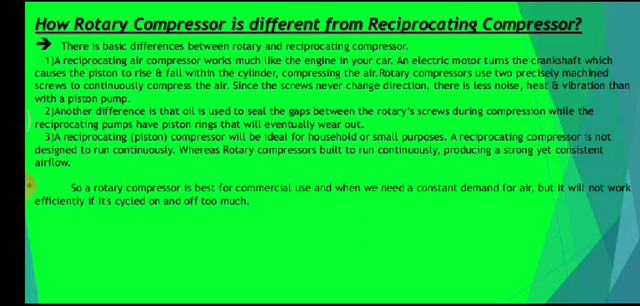 How Rotary Compressor is different from Reciprocating Compressor?
There is basic differences between rotary and reciprocating compressor.
1)A reciprocating air compressor works much like the engine in your car. An electric motor turns the crankshaft which
causes the piston to rise & fall within the cylinder, compressing the air.Rotary compressors use two precisely machined
screws to continuously compress the air. Since the screws never change direction, there is less noise, heat & vibration than
with a piston pump.
2)Another difference is that oil is used to seal the gaps between the rotary's screws during compression while the
reciprocating pumps have piston rings that will eventually wear out.
3)A reciprocating (piston) compressor will be ideal for household or small purposes. A reciprocating compressor is not
designed to run continuously. Whereas Rotary compressors built to run continuously, producing a strong yet consistent
airflow.
So a rotary compressor is best for commercial use and when we need a constant demand for air, but it will not work
efficiently if it's cycled on and off too much.